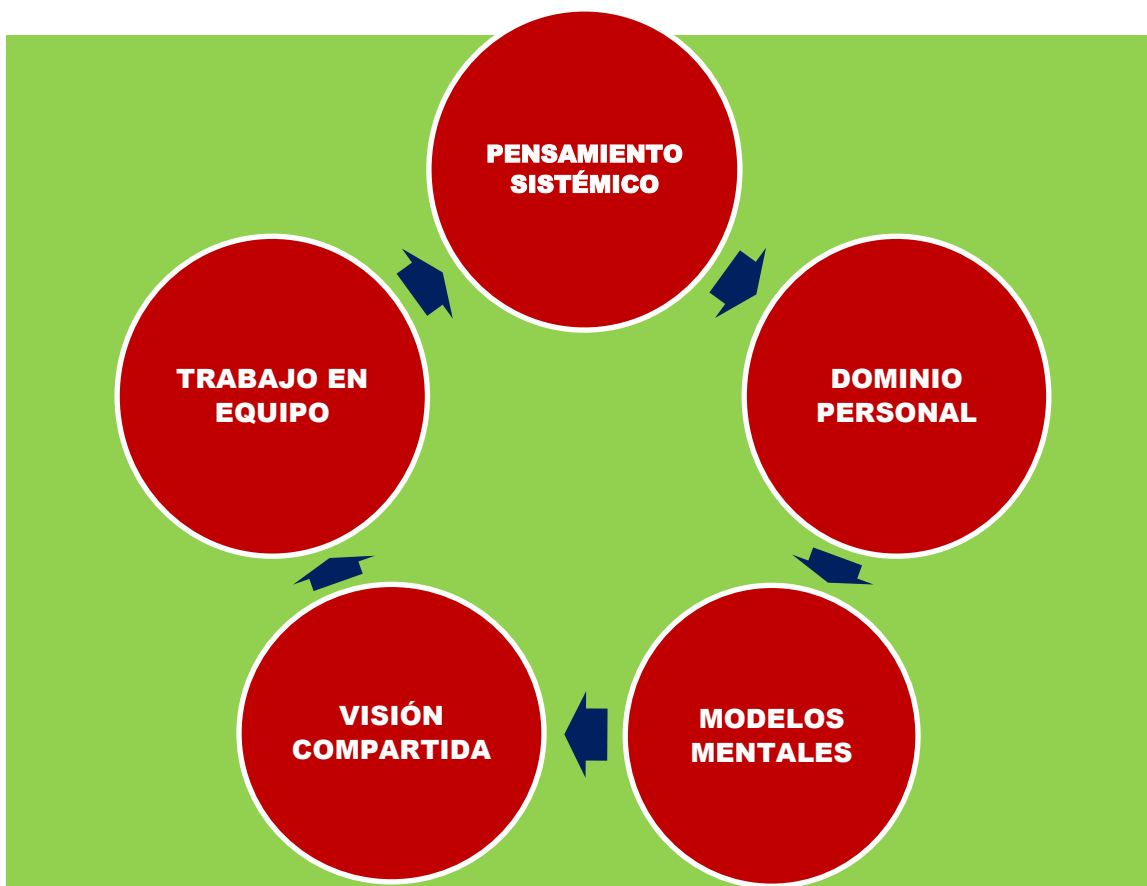 PENSAMIENTO
SISTÉMICO
DOMINIO
PERSONAL
MODELOS
MENTALES
VISIÓN
COMPARTIDA
TRABAJO EN
EQUIPO